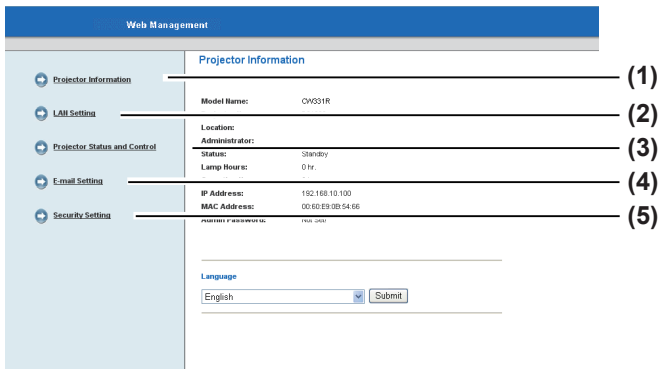 Web Management
Projector Information
Projector Information
(1)
Model Name: CW331R
LAN Setting
(2)
Location:
Administrator:
Projector Status and Control
(3)
Status: Standby
Lamp Hours: 0 hr.
E-mail Setting
(4)
IP Address: 192.168.10.100
MAC Address: 00:60:E9:0B:54:66
Security Setting
(5)
Admin Password: Not Set
Language
English
Submit